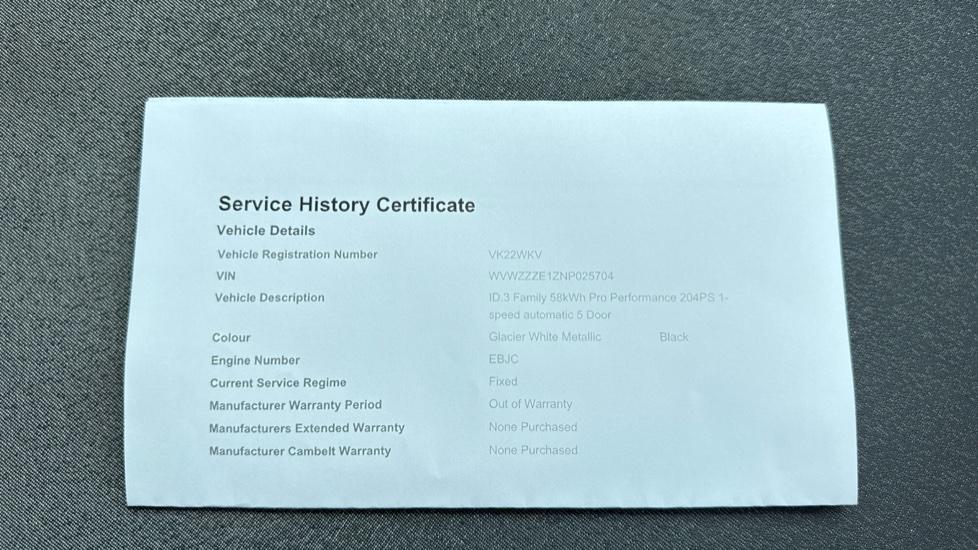 Service History Certificate
Vehicle Details
Vehicle Registration Number VK22WKV
VIN WVWZZZE1ZNP025704
Vehicle Description ID.3 Family 58kWh Pro Performance 204PS 1-
speed automatic 5 Door
Colour Glacier White Metallic Black
Engine Number EBJC
Current Service Regime Fixed
Manufacturer Warranty Period Out of Warranty
Manufacturers Extended Warranty None Purchased
Manufacturer Cambelt Warranty None Purchased